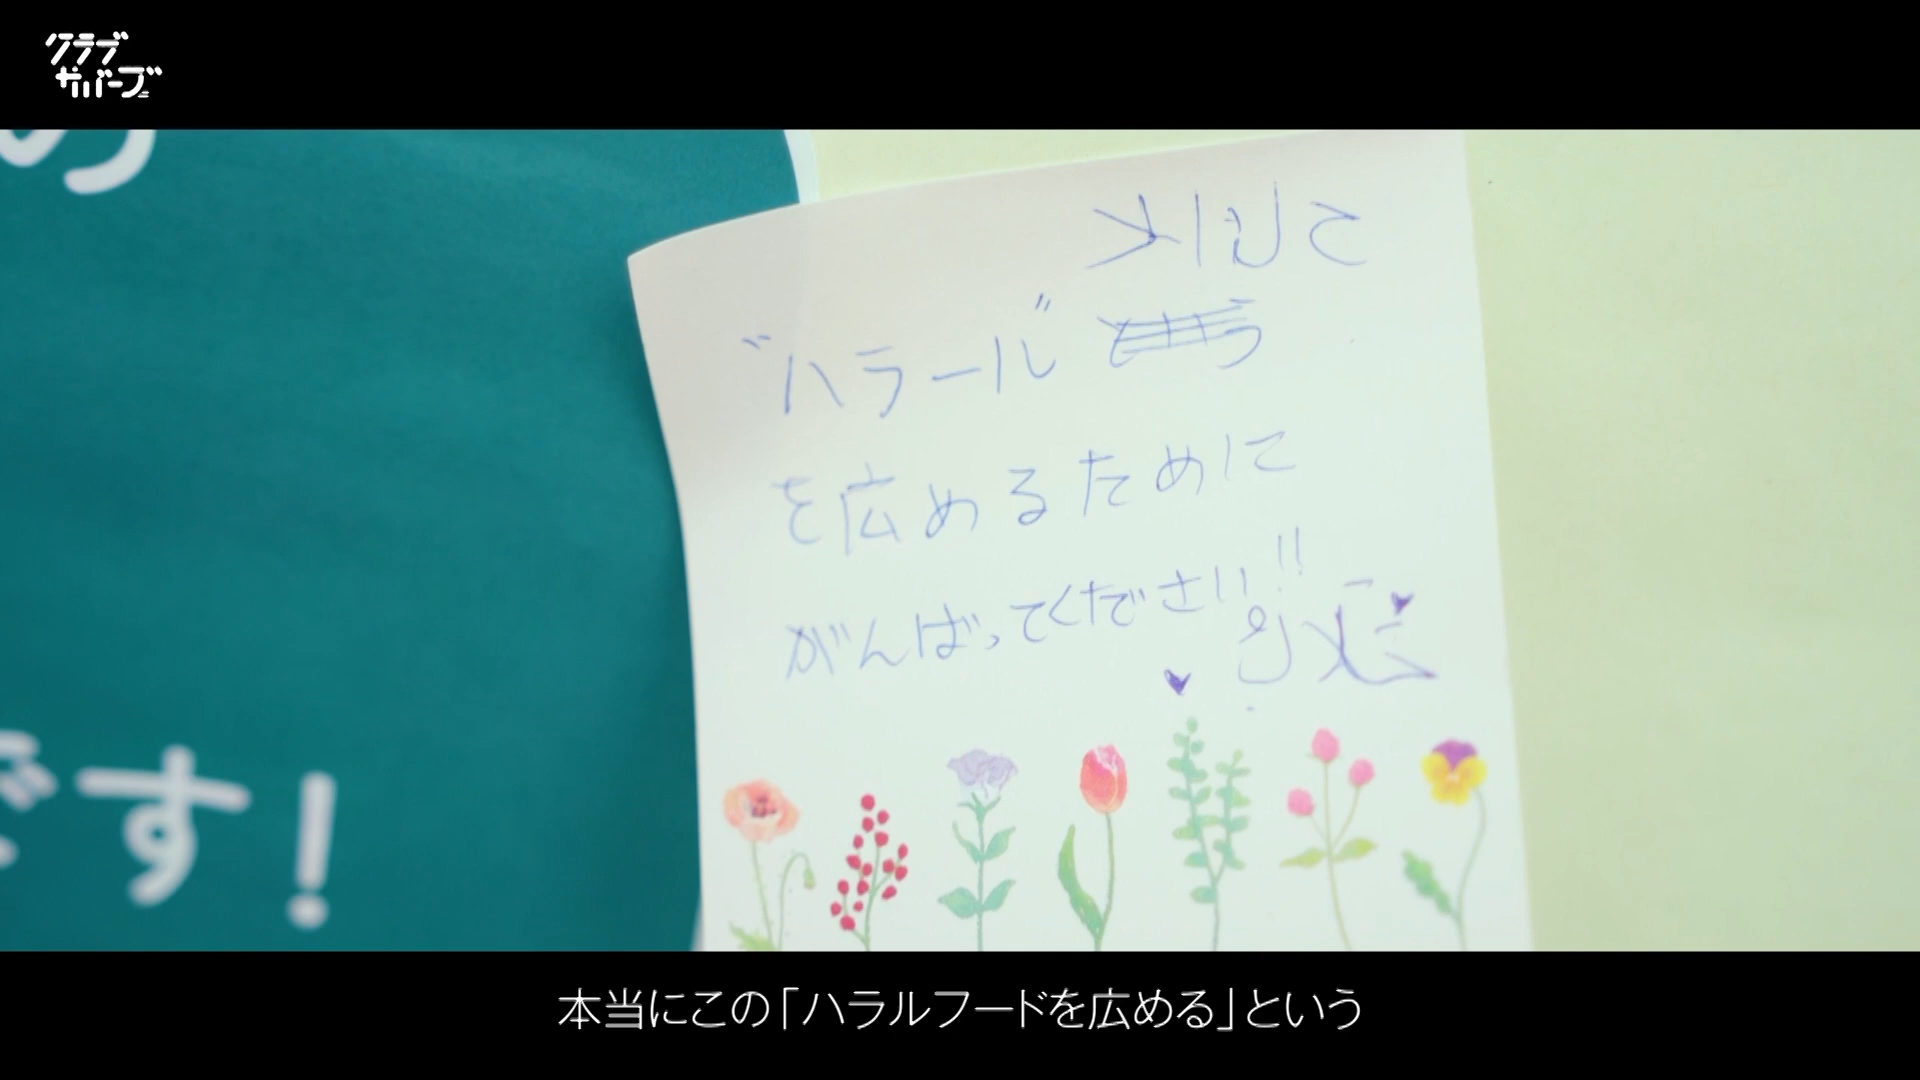 クラブ
サバーブ
の
です!
"ハラール"
を広めるために
がんばってください!!
本当にこの「ハラルフードを広める」という